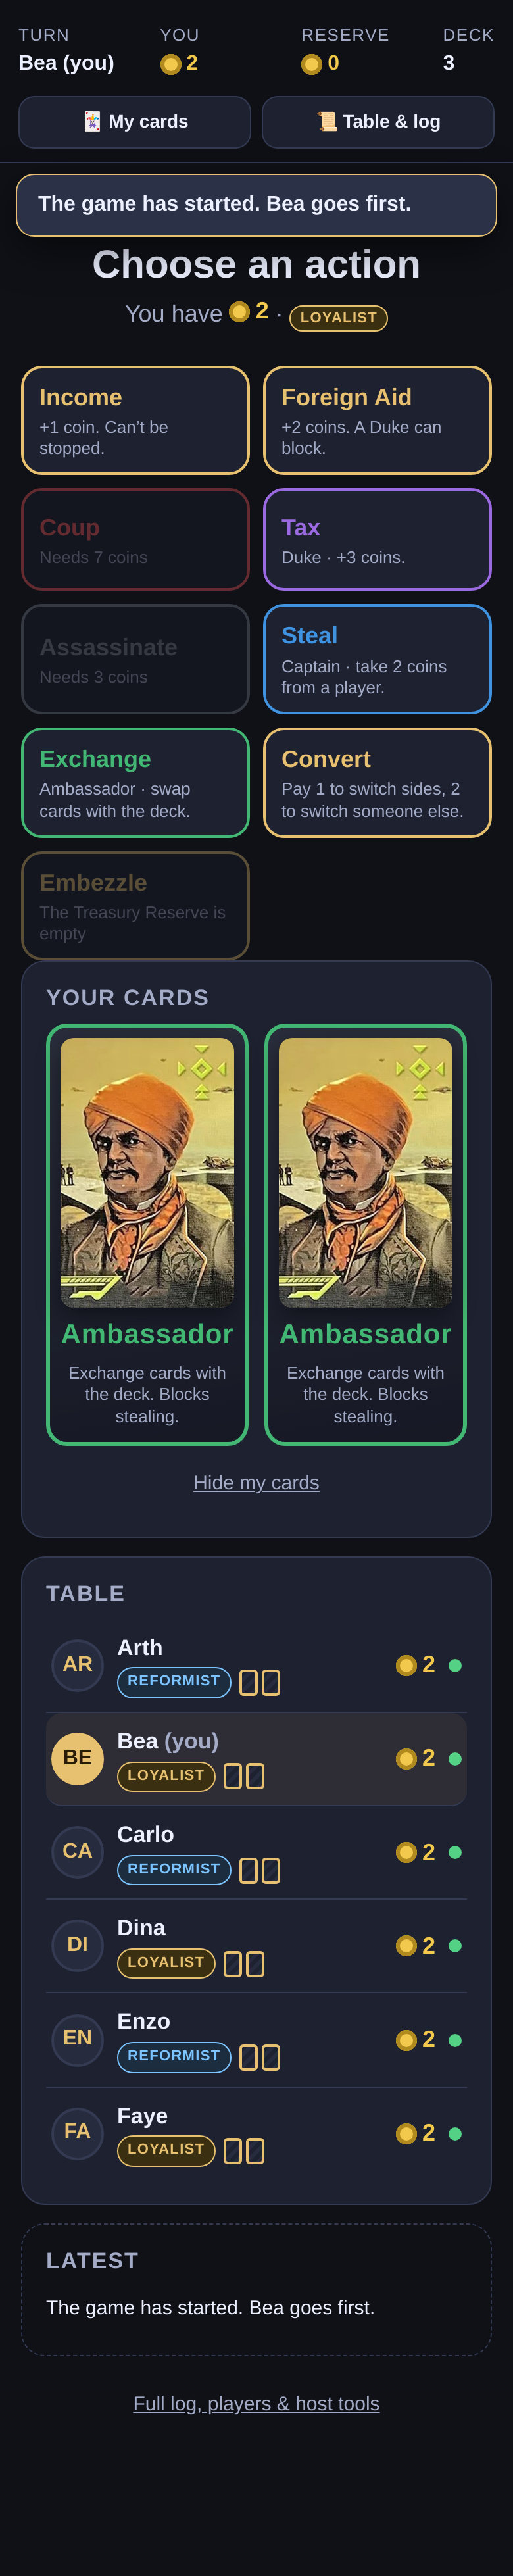 TURN
YOU
RESERVE
DECK
Bea (you)
2
0
3
🃏 My cards
📜 Table & log
The game has started. Bea goes first.
Choose an action
You have 2 · LOYALIST
Income
+1 coin. Can’t be
stopped.
Foreign Aid
+2 coins. A Duke can
block.
Coup
Needs 7 coins
Tax
Duke · +3 coins.
Assassinate
Needs 3 coins
Steal
Captain · take 2 coins
from a player.
Exchange
Ambassador · swap
cards with the deck.
Convert
Pay 1 to switch sides, 2
to switch someone else.
Embezzle
The Treasury Reserve is
empty
YOUR CARDS
Ambassador
Exchange cards with
the deck. Blocks
stealing.
Ambassador
Exchange cards with
the deck. Blocks
stealing.
Hide my cards
TABLE
AR
Arth
REFORMIST
2
BE
Bea (you)
LOYALIST
2
CA
Carlo
REFORMIST
2
DI
Dina
LOYALIST
2
EN
Enzo
REFORMIST
2
FA
Faye
LOYALIST
2
LATEST
The game has started. Bea goes first.
Full log, players & host tools